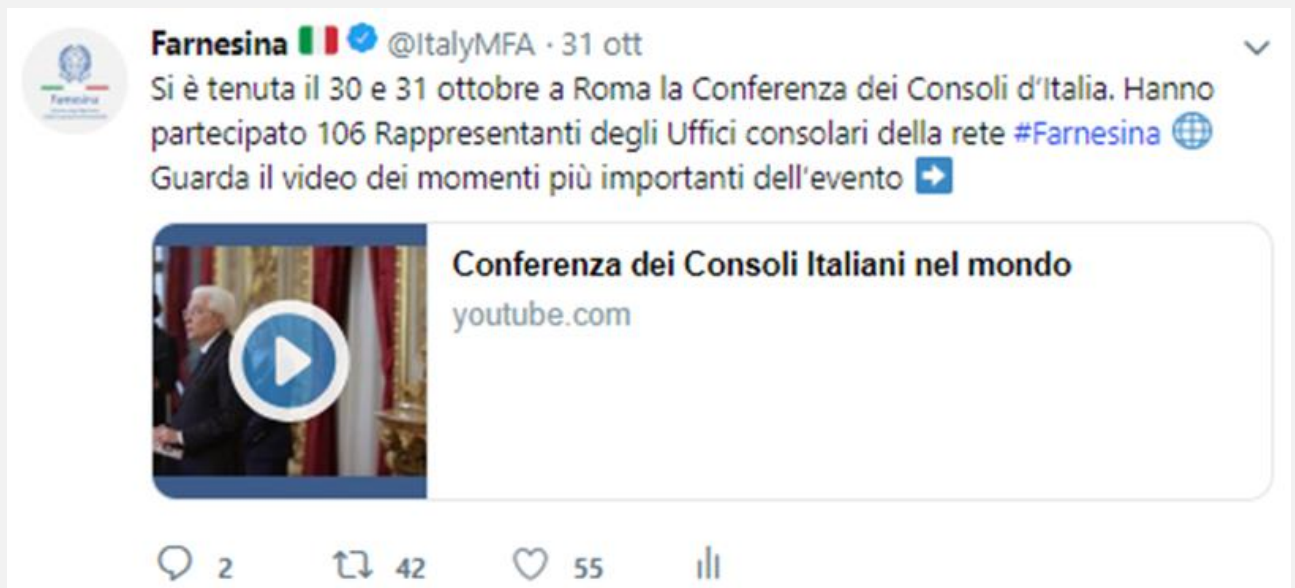 Farnesina 🇮🇹 @ItalyMFA · 31 ott
Si è tenuta il 30 e 31 ottobre a Roma la Conferenza dei Consoli d'Italia. Hanno
partecipato 106 Rappresentanti degli Uffici consolari della rete #Farnesina 🌐
Guarda il video dei momenti più importanti dell'evento ➡️
Farnesina
Conferenza dei Consoli Italiani nel mondo
youtube.com
2 42 55